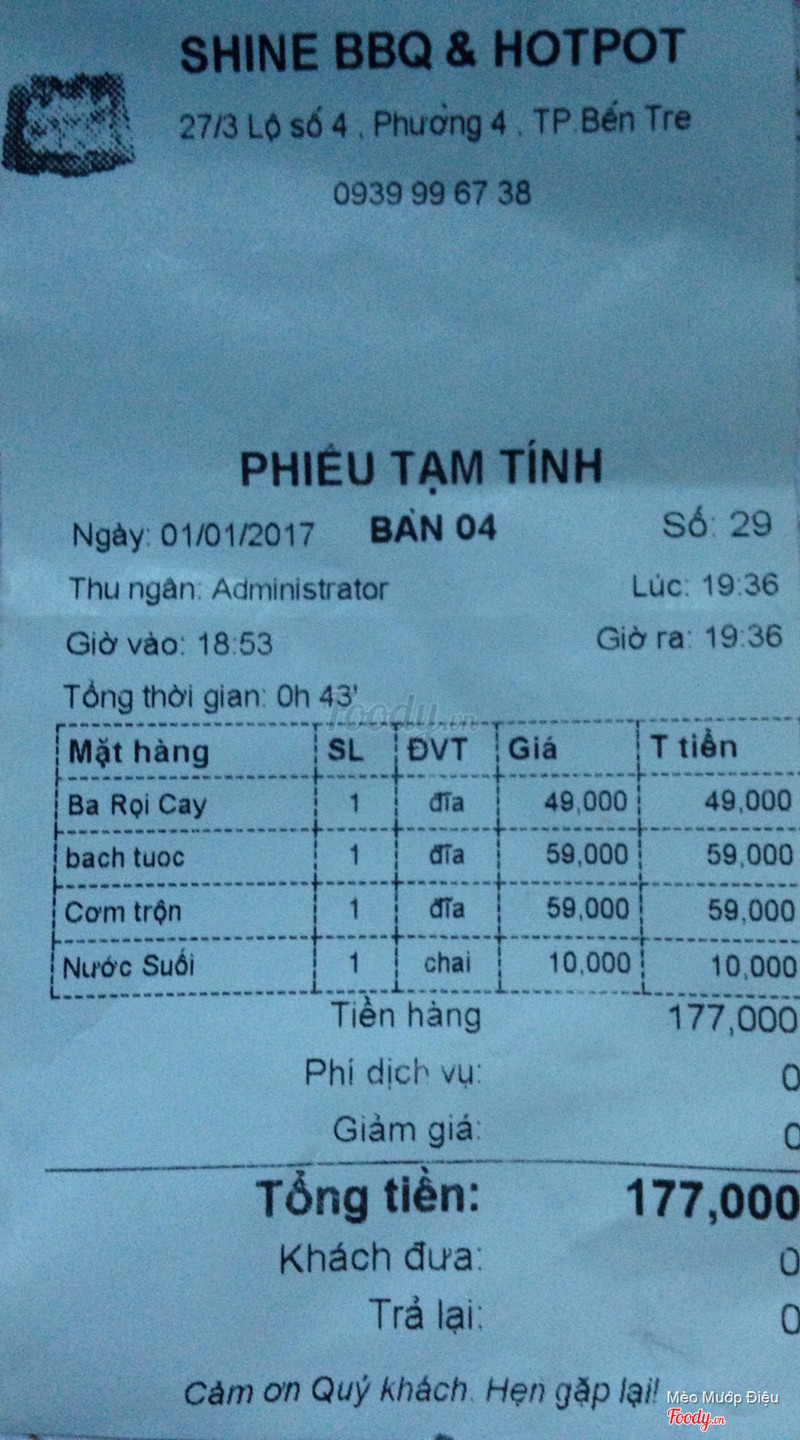 SHINE BBQ & HOTPOT
27/3 Lộ số 4 , Phường 4 , TP.Bến Tre
0939 99 67 38
PHIẾU TẠM TÍNH
Ngày: 01/01/2017 BÀN 04 Số: 29
Thu ngân: Administrator Lúc: 19:36
Giờ vào: 18:53 Giờ ra: 19:36
Tổng thời gian: 0h 43'
foody.vn
Mặt hàng SL ĐVT Giá T tiền
Ba Rọi Cay 1 đĩa 49,000 49,000
bach tuoc 1 đĩa 59,000 59,000
Cơm trộn 1 đĩa 59,000 59,000
Nước Suối 1 chai 10,000 10,000
Tiền hàng 177,000
Phí dịch vụ: 0
Giảm giá: 0
Tổng tiền: 177,000
Khách đưa: 0
Trả lại: 0
Cảm ơn Quý khách. Hẹn gặp lại!
Mèo Mướp Điệu
Foody.vn